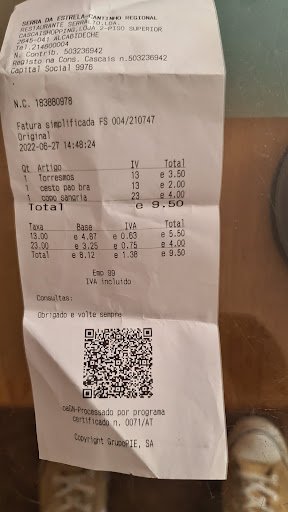 SERRA DA ESTRELA-CANTINHO REGIONAL
RESTAURANTE SERRALTO,LDA.
CASCAISHOPPING,LOJA 2-PISO SUPERIOR
2645-041 ALCABIDECHE
Tel.214600004
N. Contrib. 503236942
Registo na Cons. Cascais n.503236942
Capital Social 9976
N.C. 183880978
Fatura simplificada FS 004/210747
Original
2022-08-27 14:48:24
Qt Artigo IV Total
1 Torresmos 13 e 3.50
1 cesto pao bra 13 e 2.00
1 copo sangria 23 e 4.00
Total e 9.50
Taxa Base IVA Total
13.00 e 4.87 e 0.63 e 5.50
23.00 e 3.25 e 0.75 e 4.00
Total e 8.12 e 1.38 e 9.50
Emp 99
IVA incluido
Consultas:
Obrigado e volte sempre
oaGN-Processado por programa
certificado n. 0071/AT
Copyright GrupoPIE, SA